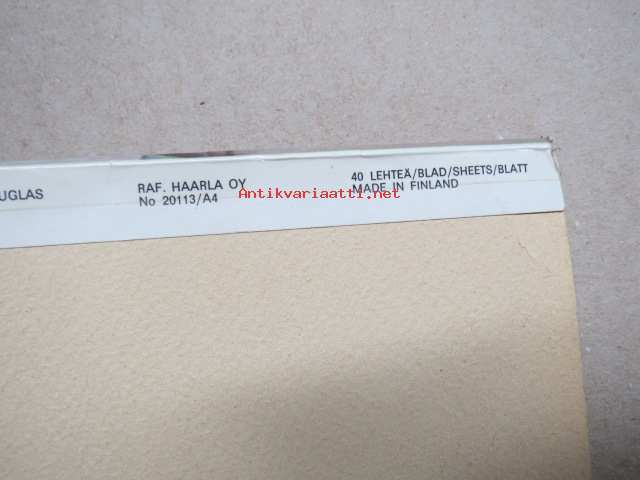 UGLAS
RAF. HAARLA OY
No 20113/A4
40 LEHTEÄ/BLAD/SHEETS/BLATT
MADE IN FINLAND
Antikvariaatti.net